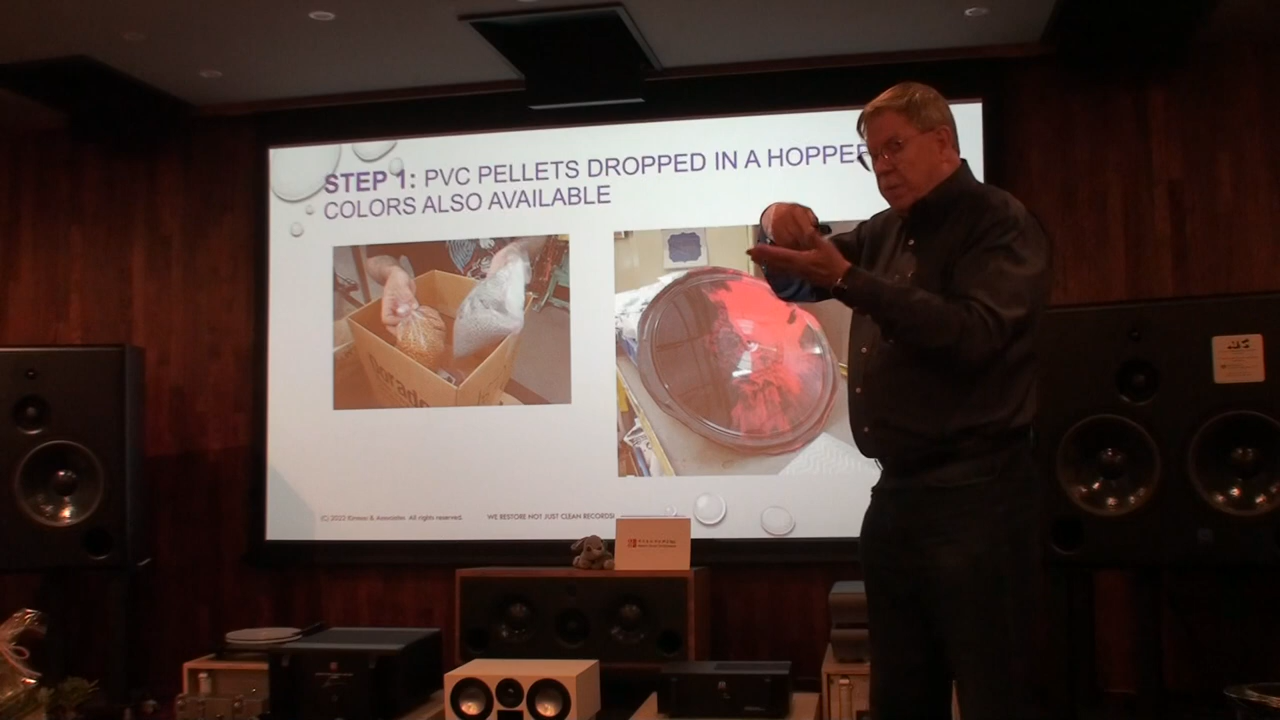 STEP 1: PVC PELLETS DROPPED IN A HOPPER
COLORS ALSO AVAILABLE
(C) 2022 & Associates. All rights reserved.
WE RESTORE NOT JUST CLEAN RECORDS!